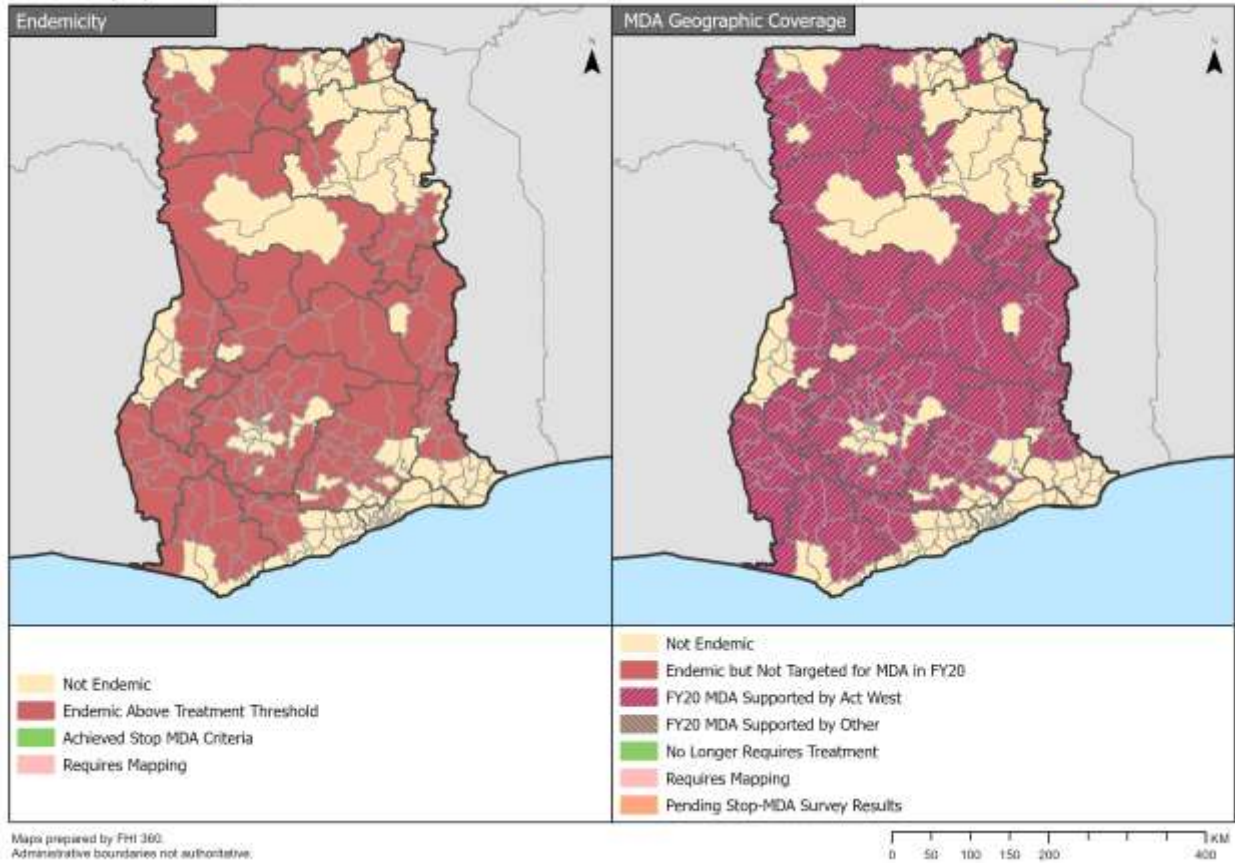 Endemicity
MDA Geographic Coverage
N
N
Not Endemic
Endemic Above Treatment Threshold
Achieved Stop MDA Criteria
Requires Mapping
Not Endemic
Endemic but Not Targeted for MDA in FY20
FY20 MDA Supported by Act West
FY20 MDA Supported by Other
No Longer Requires Treatment
Requires Mapping
Pending Stop-MDA Survey Results
Maps prepared by FHI 360.
Administrative boundaries not authoritative.
KM
0 50 100 150 200 400